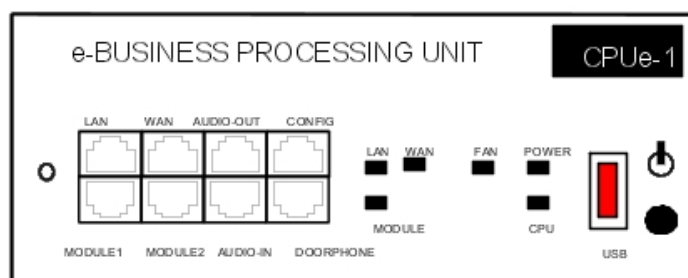 e-BUSINESS PROCESSING UNIT
CPUe-1
LAN WAN AUDIO-OUT CONFIG
LAN WAN FAN POWER
MODULE CPU
MODULE1 MODULE2 AUDIO-IN DOORPHONE
USB